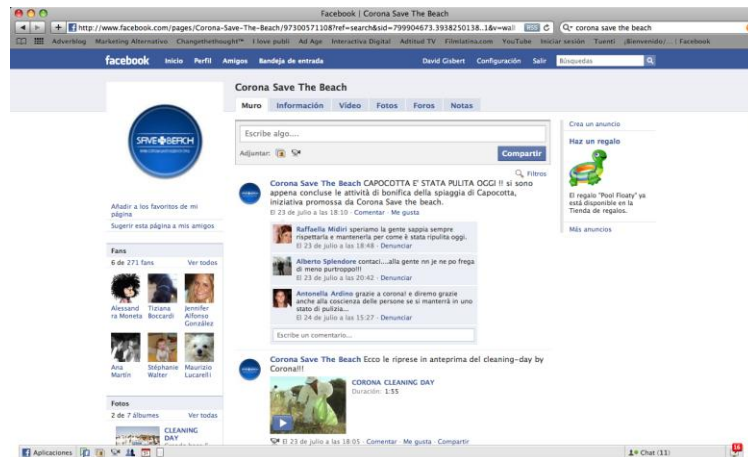 Facebook | Corona Save The Beach
http://www.facebook.com/pages/Corona-Save-The-Beach/97300571108?ref=search&sid=799904673.3938250138..1&v=wall
RSS
corona save the beach
Adverblog Marketing Alternativo Changethethought™ I love publi Ad Age Interactiva Digital Adtitud TV Filmlatina.com YouTube Iniciar sesión Tuenti ¡Bienvenido/... | Facebook
facebook Inicio Perfil Amigos Bandeja de entrada David Gisbert Configuración Salir Búsquedas
SAVE BEACH
Añadir a los favoritos de mi
página
Sugerir esta página a mis amigos
Fans
6 de 271 fans Ver todos
Alessand
ra Moneta
Tiziana
Boccardi
Jennifer
Alfonso
González
Ana
Martín
Stéphanie
Walter
Maurizio
Lucarelli
Fotos
2 de 7 álbumes Ver todas
CLEANING
DAY
Corona Save The Beach
Muro Información Video Fotos Foros Notas
Escribe algo....
Adjuntar: Compartir
Filtros
Corona Save The Beach CAPOCOTTA E' STATA PULITA OGGI !! si sono
appena concluse le attività di bonifica della spiaggia di Capocotta,
iniziativa promossa da Corona Save the beach.
El 23 de julio a las 18:10 · Comentar · Me gusta
Raffaella Midiri speriamo la gente sappia sempre
rispettarla e mantenerla per come è stata ripulita oggi.
El 23 de julio a las 18:48 · Denunciar
Alberto Splendore contaci....alla gente nn je ne po frega
di meno purtroppo!!!
El 23 de julio a las 20:42 · Denunciar
Antonella Ardino grazie a corona! e diremo grazie
anche alla coscienza delle persone se si manterrà in uno
stato di pulizia...
El 24 de julio a las 15:27 · Denunciar
Escribe un comentario...
Corona Save The Beach Ecco le riprese in anteprima del cleaning-day by
Corona!!!
CORONA CLEANING DAY
Duración: 1:55
El 23 de julio a las 18:05 · Comentar · Me gusta · Compartir
Crea un anuncio
Haz un regalo
El regalo "Pool Floaty" ya
está disponible en la
Tienda de regalos.
Más anuncios
Aplicaciones Chat (11)